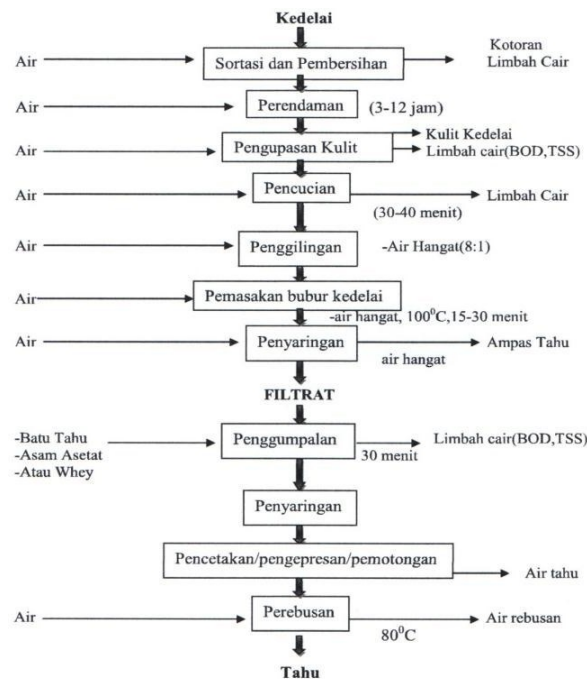 Kedelai
Air
Sortasi dan Pembersihan
Kotoran
Limbah Cair
Air
Perendaman
(3-12 jam)
Air
Pengupasan Kulit
Kulit Kedelai
Limbah cair(BOD,TSS)
Air
Pencucian
(30-40 menit)
Limbah Cair
Air
Penggilingan
-Air Hangat(8:1)
Air
Pemasakan bubur kedelai
-air hangat, 100⁰C,15-30 menit
Air
Penyaringan
air hangat
Ampas Tahu
FILTRAT
-Batu Tahu
-Asam Asetat
-Atau Whey
Penggumpalan
30 menit
Limbah cair(BOD,TSS)
Penyaringan
Pencetakan/pengepresan/pemotongan
Air tahu
Air
Perebusan
80⁰C
Air rebusan
Tahu